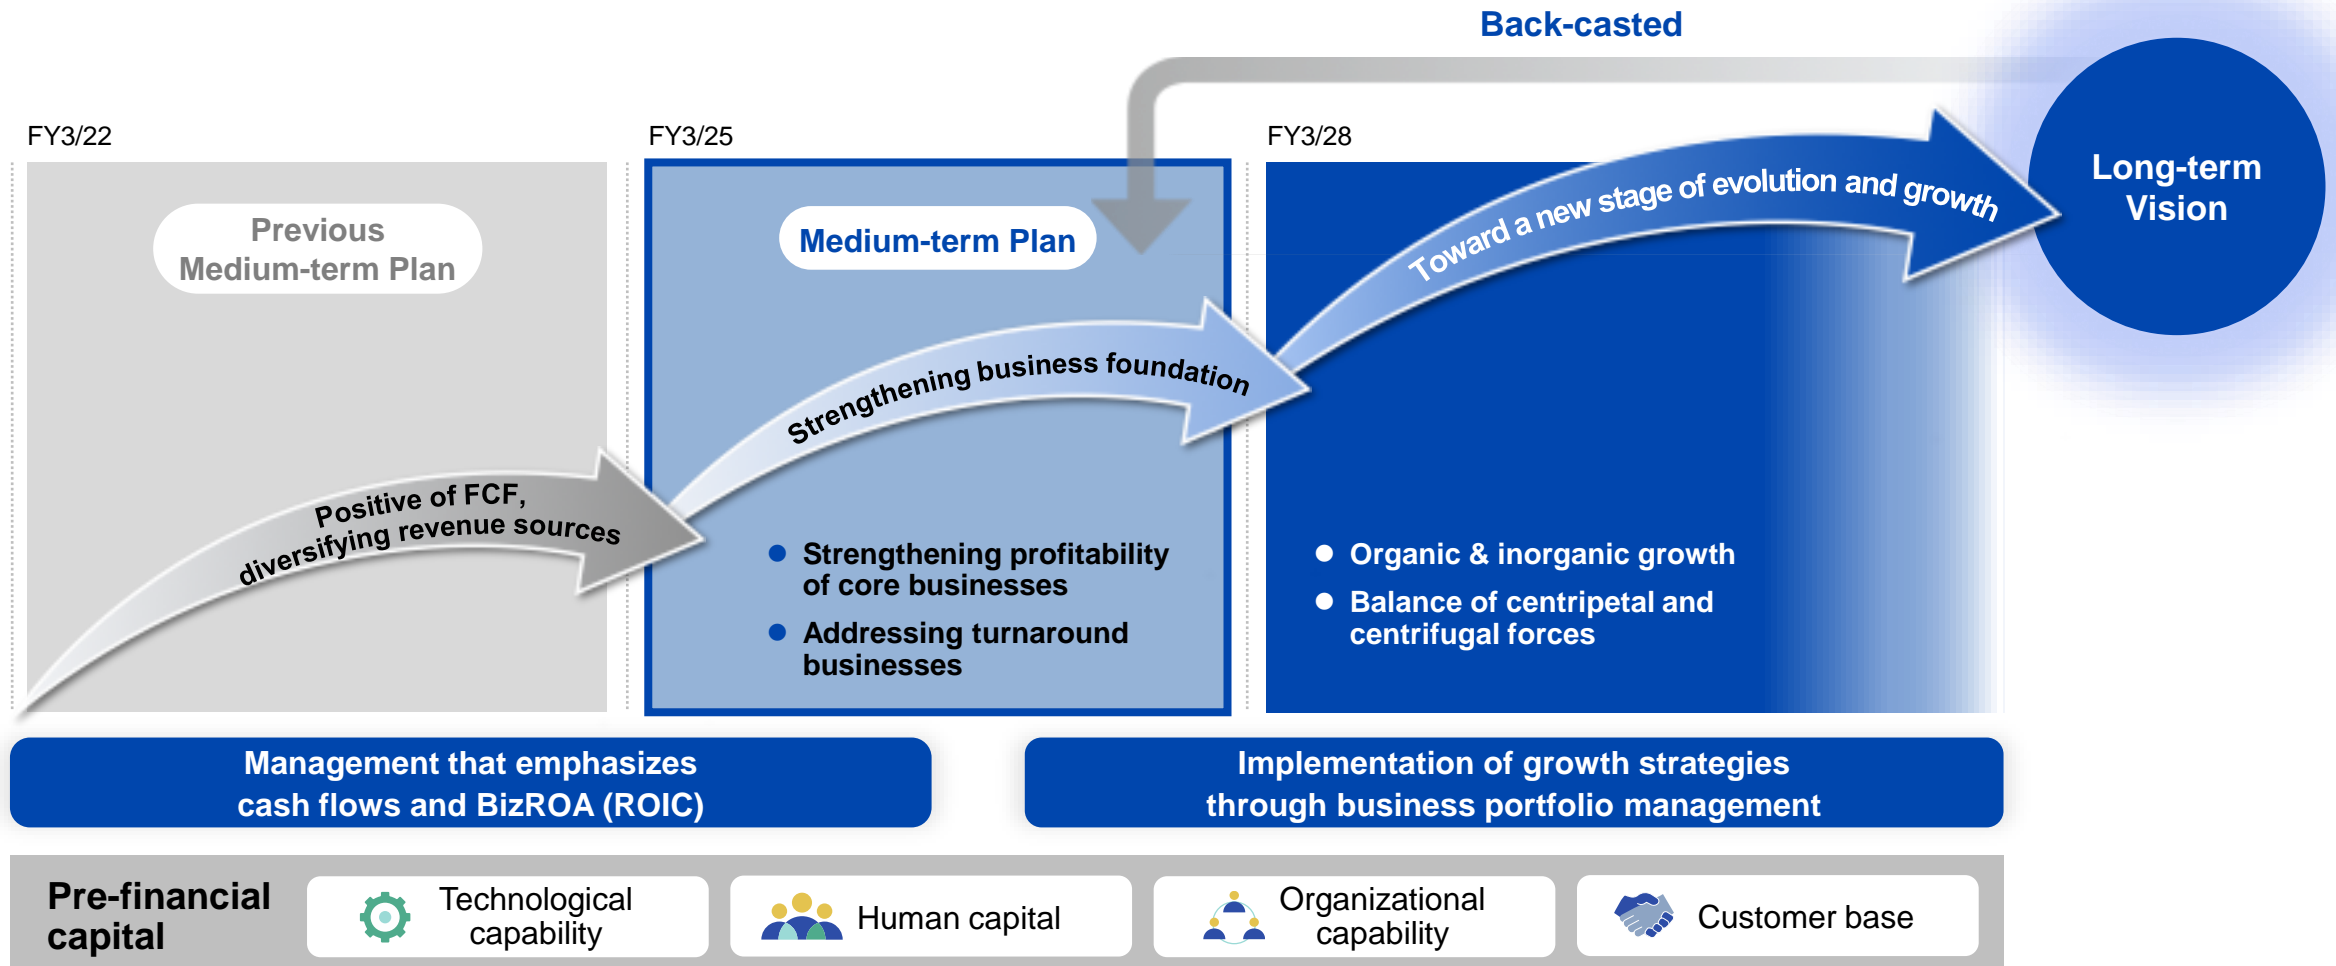 Back-casted
FY3/22
FY3/25
FY3/28
Long-term
Vision
Previous
Medium-term Plan
Medium-term Plan
Toward a new stage of evolution and growth
Strengthening business foundation
Positive of FCF,
diversifying revenue sources
● Strengthening profitability
of core businesses
● Addressing turnaround
businesses
● Organic & inorganic growth
● Balance of centripetal and
centrifugal forces
Management that emphasizes
cash flows and BizROA (ROIC)
Implementation of growth strategies
through business portfolio management
Pre-financial
capital
Technological
capability
Human capital
Organizational
capability
Customer base